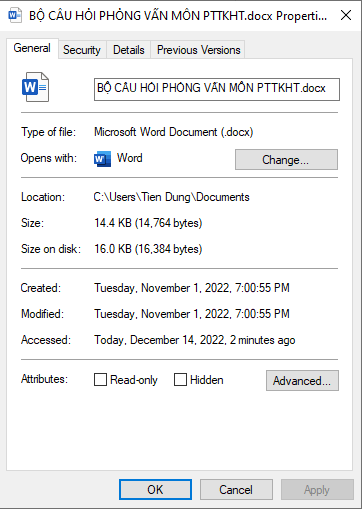 BỘ CÂU HỎI PHỎNG VẤN MÔN PTTKHT.docx Properti...
General Security Details Previous Versions
BỘ CÂU HỎI PHỎNG VẤN MÔN PTTKHT.docx
Type of file: Microsoft Word Document (.docx)
Opens with: Word Change...
Location: C:\Users\Tien Dung\Documents
Size: 14.4 KB (14,764 bytes)
Size on disk: 16.0 KB (16,384 bytes)
Created: Tuesday, November 1, 2022, 7:00:55 PM
Modified: Tuesday, November 1, 2022, 7:00:55 PM
Accessed: Today, December 14, 2022, 2 minutes ago
Attributes: Read-only Hidden Advanced...
OK Cancel Apply